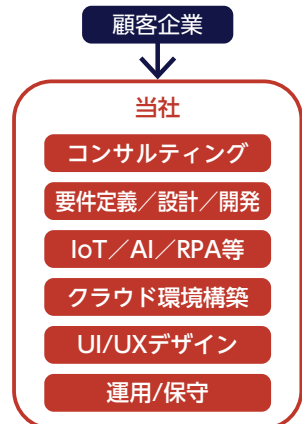 顧客企業
当社
コンサルティング
要件定義／設計／開発
IoT／AI／RPA等
クラウド環境構築
UI/UXデザイン
運用/保守